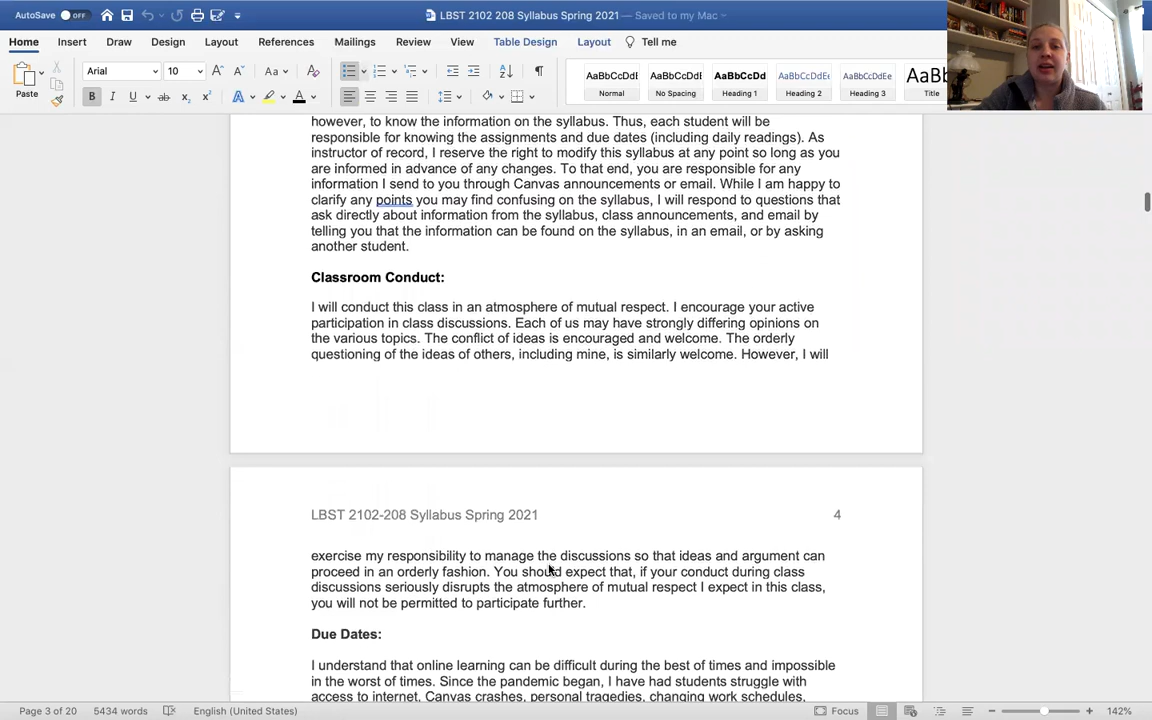 AutoSave OFF
LBST 2102 208 Syllabus Spring 2021 — Saved to my Mac
Home Insert Draw Design Layout References Mailings Review View Table Design Layout Tell me
Paste
Arial 10
Aa
B I U ab x2 x2 A A
AaBbCcDdE AaBbCcDdE AaBbCcDd AaBbCcDdEe AaBbCcDdEe AaBb
Normal No Spacing Heading 1 Heading 2 Heading 3 Title
however, to know the information on the syllabus. Thus, each student will be
responsible for knowing the assignments and due dates (including daily readings). As
instructor of record, I reserve the right to modify this syllabus at any point so long as you
are informed in advance of any changes. To that end, you are responsible for any
information I send to you through Canvas announcements or email. While I am happy to
clarify any points you may find confusing on the syllabus, I will respond to questions that
ask directly about information from the syllabus, class announcements, and email by
telling you that the information can be found on the syllabus, in an email, or by asking
another student.
Classroom Conduct:
I will conduct this class in an atmosphere of mutual respect. I encourage your active
participation in class discussions. Each of us may have strongly differing opinions on
the various topics. The conflict of ideas is encouraged and welcome. The orderly
questioning of the ideas of others, including mine, is similarly welcome. However, I will
LBST 2102-208 Syllabus Spring 2021 4
exercise my responsibility to manage the discussions so that ideas and argument can
proceed in an orderly fashion. You should expect that, if your conduct during class
discussions seriously disrupts the atmosphere of mutual respect I expect in this class,
you will not be permitted to participate further.
Due Dates:
I understand that online learning can be difficult during the best of times and impossible
in the worst of times. Since the pandemic began, I have had students struggle with
access to internet, Canvas crashes, personal tragedies, changing work schedules,
Page 3 of 20 5434 words English (United States) Focus 142%